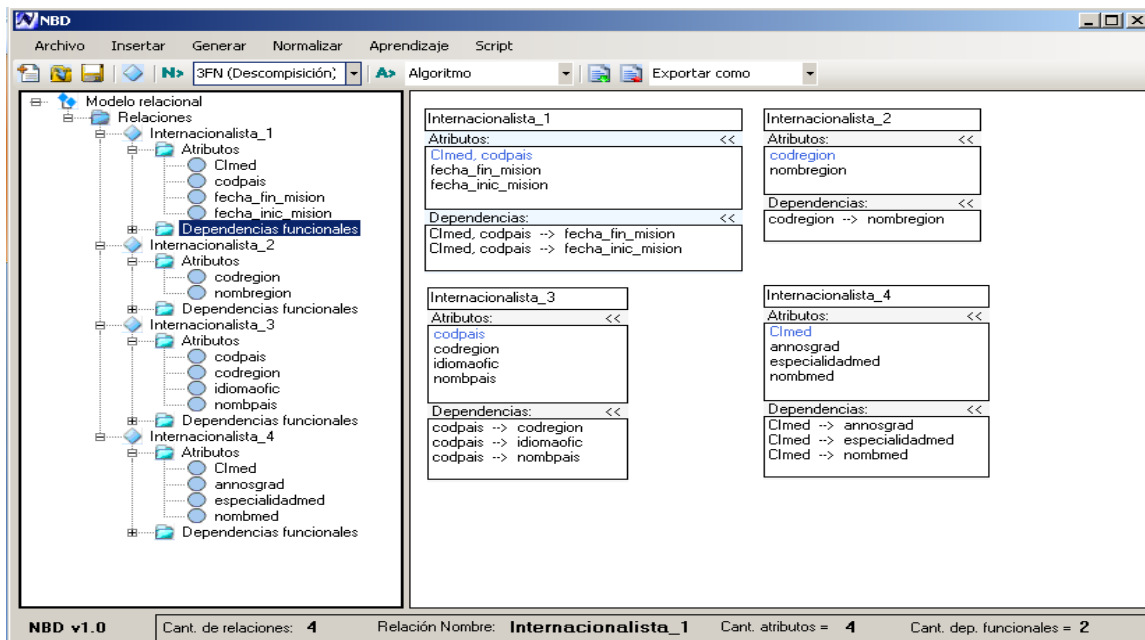 NBD
Archivo Insertar Generar Normalizar Aprendizaje Script
N> 3FN (Descompisición) A> Algoritmo Exportar como
Modelo relacional
Relaciones
Internacionalista_1
Atributos
CImed
codpais
fecha_fin_mision
fecha_inic_mision
Dependencias funcionales
Internacionalista_2
Atributos
codregion
nombregion
Dependencias funcionales
Internacionalista_3
Atributos
codpais
codregion
idiomaofic
nombpais
Dependencias funcionales
Internacionalista_4
Atributos
CImed
annosgrad
especialidadmed
nombmed
Dependencias funcionales
Internacionalista_1
Atributos: <<
CImed, codpais
fecha_fin_mision
fecha_inic_mision
Dependencias: <<
CImed, codpais --> fecha_fin_mision
CImed, codpais --> fecha_inic_mision
Internacionalista_2
Atributos: <<
codregion
nombregion
Dependencias: <<
codregion --> nombregion
Internacionalista_3
Atributos: <<
codpais
codregion
idiomaofic
nombpais
Dependencias: <<
codpais --> codregion
codpais --> idiomaofic
codpais --> nombpais
Internacionalista_4
Atributos: <<
CImed
annosgrad
especialidadmed
nombmed
Dependencias: <<
CImed --> annosgrad
CImed --> especialidadmed
CImed --> nombmed
NBD v1.0 Cant. de relaciones: 4 Relación Nombre: Internacionalista_1 Cant. atributos = 4 Cant. dep. funcionales = 2